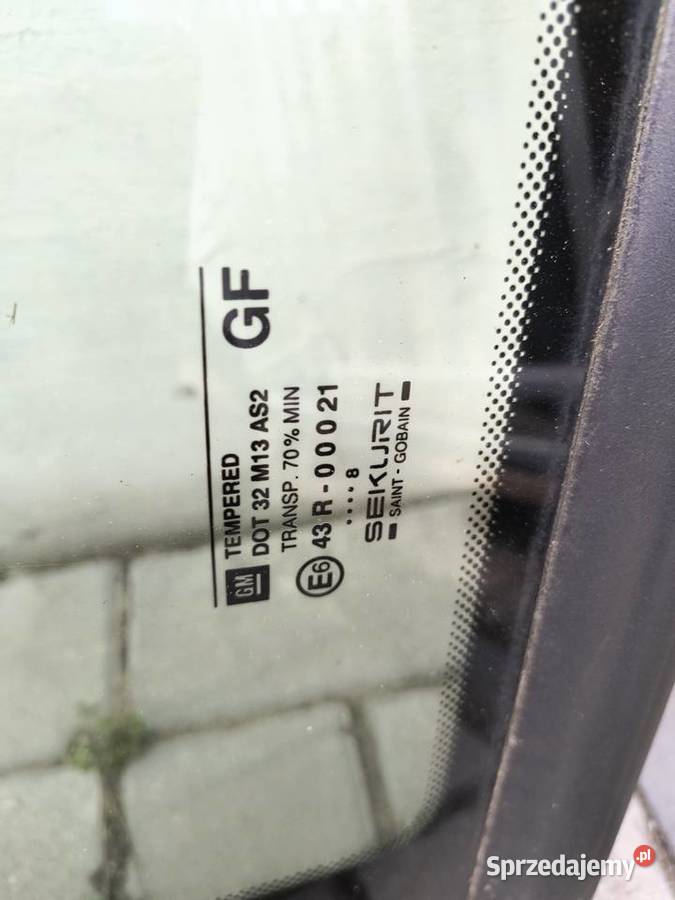 GF
TEMPERED
GM DOT 32 M13 AS2
TRANSP. 70% MIN
E6 43 R - 00021
.... 8
SEKURIT
SAINT - GOBAIN
Sprzedajemy.pl